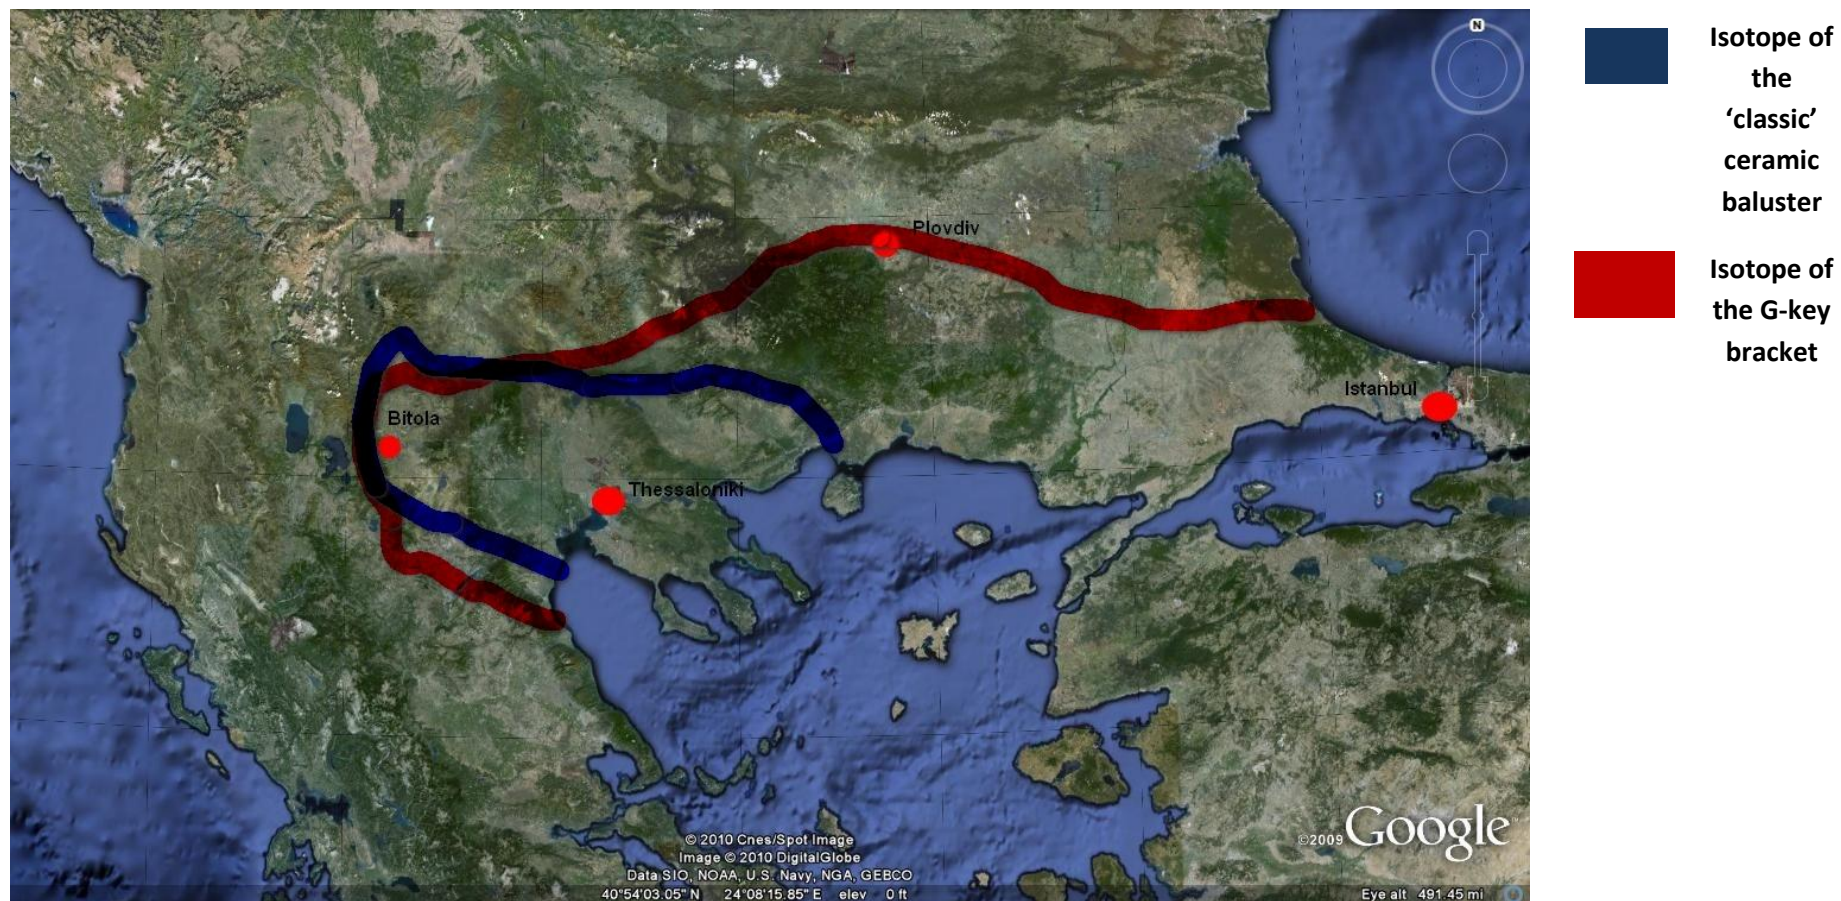 N
Plovdiv
Istanbul
Bitola
Thessaloniki
© 2010 Cnes/Spot Image
Image © 2010 DigitalGlobe
Data SIO, NOAA, U.S. Navy, NGA, GEBCO
©2009 Google
40°54'03.05" N 24°08'15.85" E elev 0 ft
Eye alt 491.45 mi
Isotope of
the
‘classic’
ceramic
baluster
Isotope of
the G-key
bracket